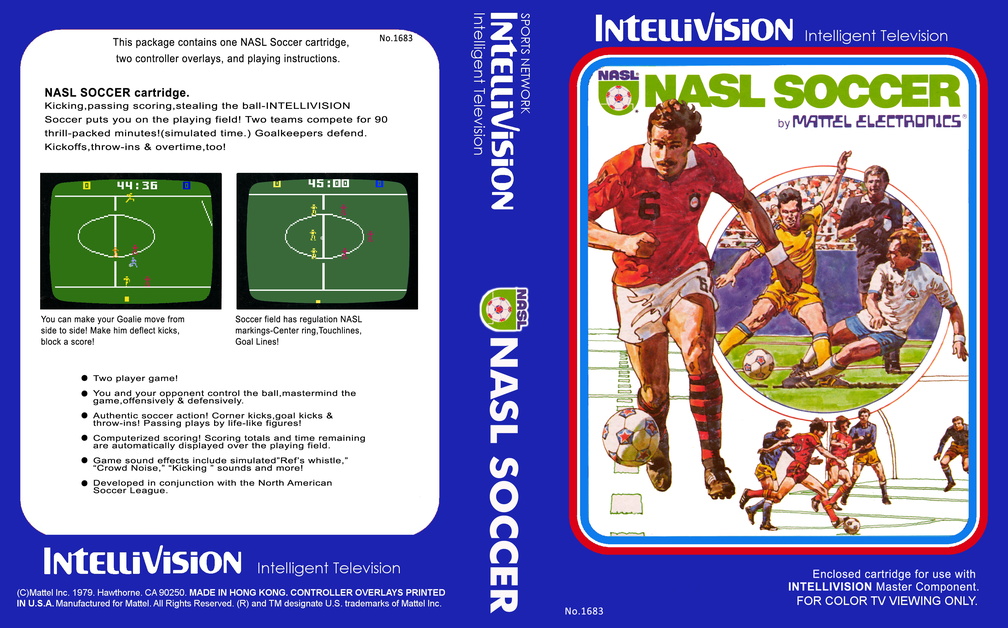 This package contains one NASL Soccer cartridge,
two controller overlays, and playing instructions.
No.1683
NASL SOCCER cartridge.
Kicking,passing scoring,stealing the ball-INTELLIVISION
Soccer puts you on the playing field! Two teams compete for 90
thrill-packed minutes!(simulated time.) Goalkeepers defend.
Kickoffs,throw-ins & overtime,too!
0 44:36 0
0 45:00 0
You can make your Goalie move from
side to side! Make him deflect kicks,
block a score!
Soccer field has regulation NASL
markings-Center ring,Touchlines,
Goal Lines!
● Two player game!
● You and your opponent control the ball,mastermind the
game,offensively & defensively.
● Authentic soccer action! Corner kicks,goal kicks &
throw-ins! Passing plays by life-like figures!
● Computerized scoring! Scoring totals and time remaining
are automatically displayed over the playing field.
● Game sound effects include simulated"Ref's whistle,"
"Crowd Noise," "Kicking " sounds and more!
● Developed in conjunction with the North American
Soccer League.
INTELLIVISION Intelligent Television
(C)Mattel Inc. 1979. Hawthorne. CA 90250. MADE IN HONG KONG. CONTROLLER OVERLAYS PRINTED
IN U.S.A. Manufactured for Mattel. All Rights Reserved. (R) and TM designate U.S. trademarks of Mattel Inc.
SPORTS NETWORK
INTELLIVISION
Intelligent Television
NASL
NASL SOCCER
INTELLIVISION Intelligent Television
NASL
NASL SOCCER
by MATTEL ELECTRONICS®
6
6
Enclosed cartridge for use with
INTELLIVISION Master Component.
FOR COLOR TV VIEWING ONLY.
No.1683